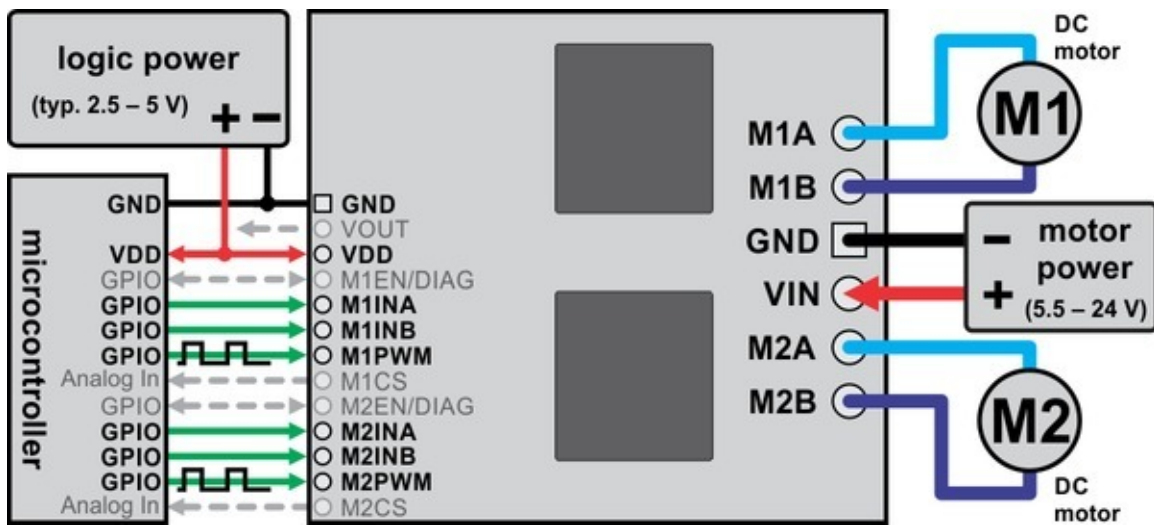 logic power
(typ. 2.5 – 5 V)
+ −
microcontroller
GND
VDD
GPIO
GPIO
GPIO
GPIO
Analog In
GPIO
GPIO
GPIO
GPIO
Analog In
GND
VOUT
VDD
M1EN/DIAG
M1INA
M1INB
M1PWM
M1CS
M2EN/DIAG
M2INA
M2INB
M2PWM
M2CS
M1A
M1B
GND
VIN
M2A
M2B
DC
motor
M1
− motor
power
+ (5.5 – 24 V)
M2
DC
motor